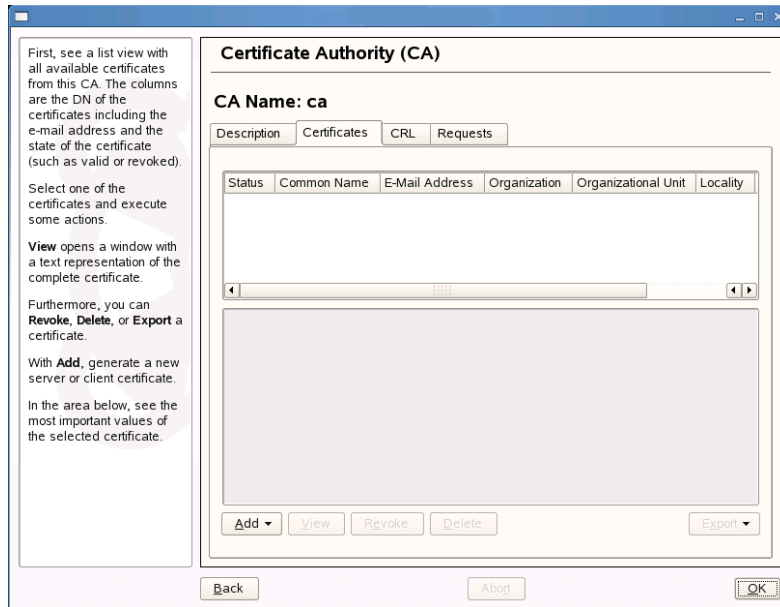 First, see a list view with
all available certificates
from this CA. The columns
are the DN of the
certificates including the
e-mail address and the
state of the certificate
(such as valid or revoked).
Select one of the
certificates and execute
some actions.
View opens a window with
a text representation of the
complete certificate.
Furthermore, you can
Revoke, Delete, or Export a
certificate.
With Add, generate a new
server or client certificate.
In the area below, see the
most important values of
the selected certificate.
Certificate Authority (CA)
CA Name: ca
Description Certificates CRL Requests
Status Common Name E-Mail Address Organization Organizational Unit Locality
Add View Revoke Delete Export
Back Abort OK